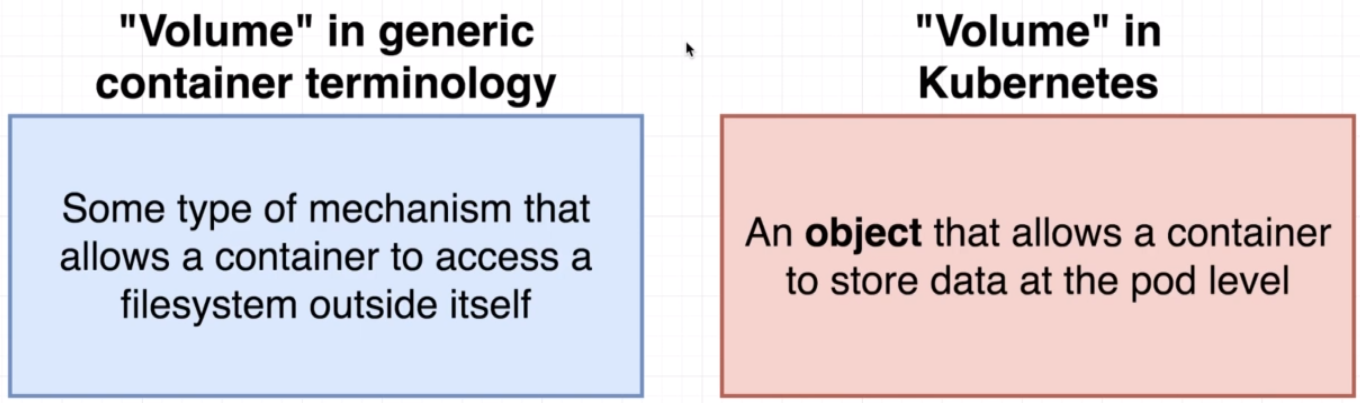 "Volume" in generic
container terminology
Some type of mechanism that
allows a container to access a
filesystem outside itself
"Volume" in
Kubernetes
An object that allows a container
to store data at the pod level